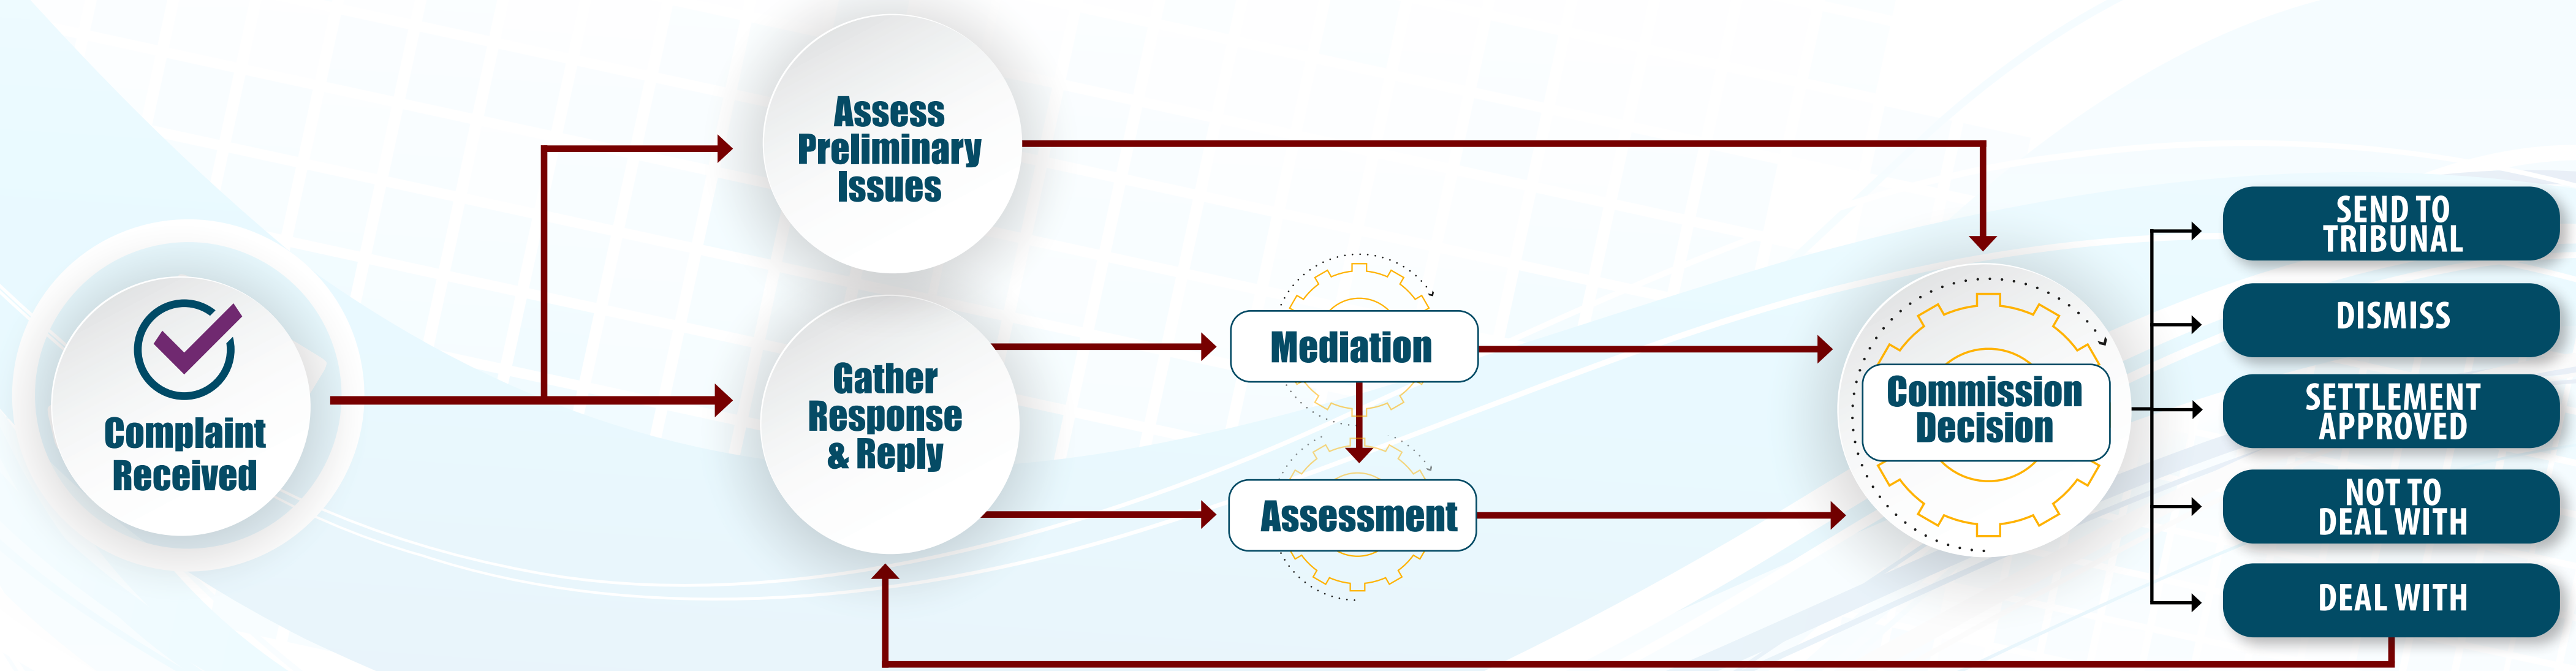 Complaint
Received
Assess
Preliminary
Issues
Gather
Response
& Reply
Mediation
Assessment
Commission
Decision
SEND TO
TRIBUNAL
DISMISS
SETTLEMENT
APPROVED
NOT TO
DEAL WITH
DEAL WITH